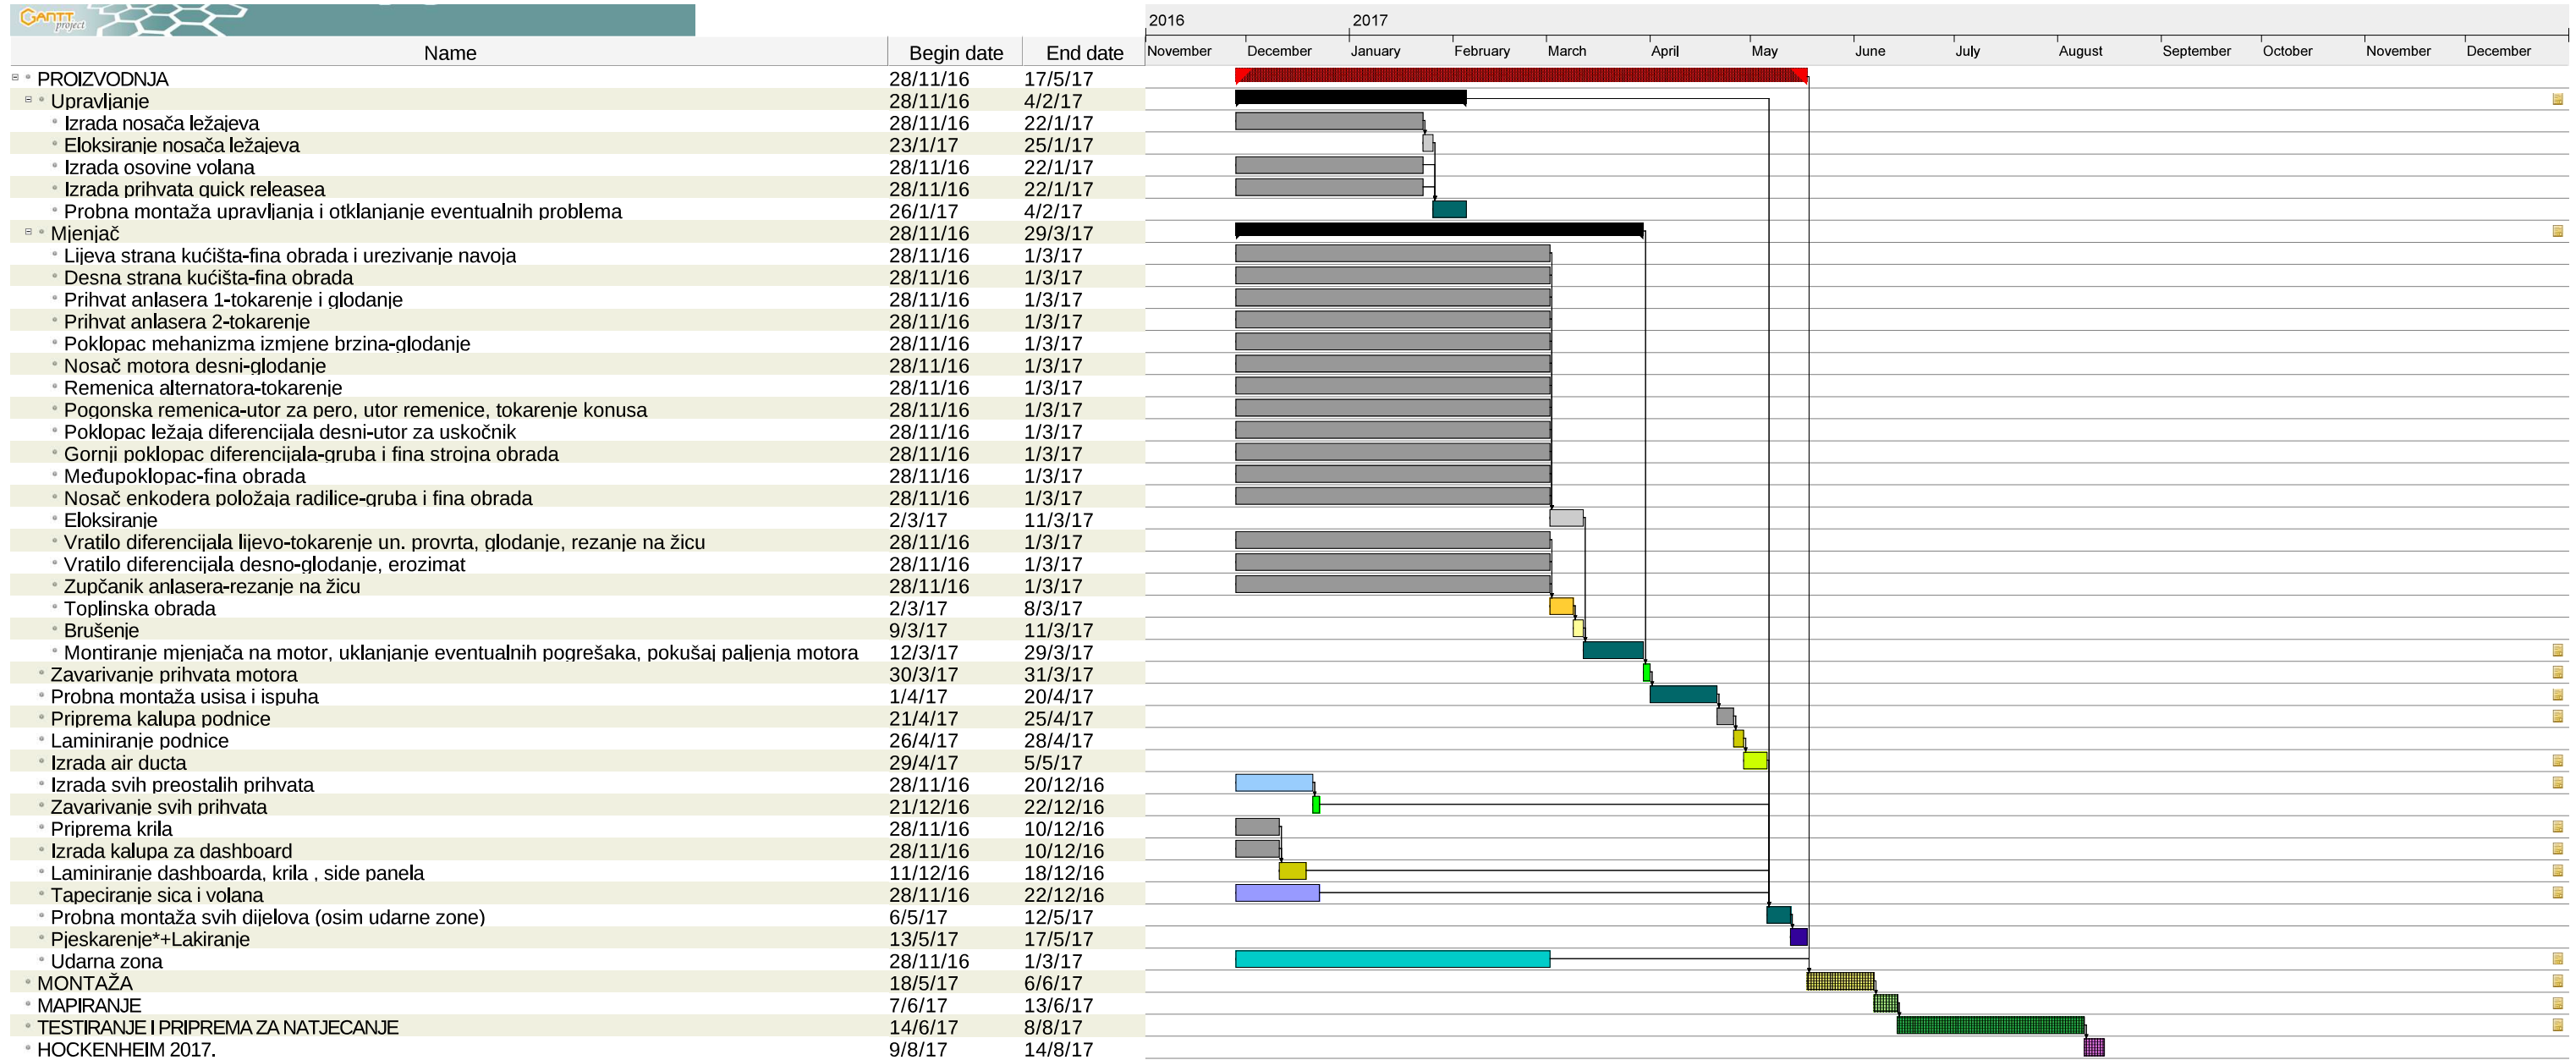 GANTT
project
2016 2017
Name Begin date End date November December January February March April May June July August September October November December
PROIZVODNJA 28/11/16 17/5/17
Upravljanje 28/11/16 4/2/17
Izrada nosača ležajeva 28/11/16 22/1/17
Eloksiranje nosača ležajeva 23/1/17 25/1/17
Izrada osovine volana 28/11/16 22/1/17
Izrada prihvata quick releasea 28/11/16 22/1/17
Probna montaža upravljanja i otklanjanje eventualnih problema 26/1/17 4/2/17
Mjenjač 28/11/16 29/3/17
Lijeva strana kućišta-fina obrada i urezivanje navoja 28/11/16 1/3/17
Desna strana kućišta-fina obrada 28/11/16 1/3/17
Prihvat anlasera 1-tokarenje i glodanje 28/11/16 1/3/17
Prihvat anlasera 2-tokarenje 28/11/16 1/3/17
Poklopac mehanizma izmjene brzina-glodanje 28/11/16 1/3/17
Nosač motora desni-glodanje 28/11/16 1/3/17
Remenica alternatora-tokarenje 28/11/16 1/3/17
Pogonska remenica-utor za pero, utor remenice, tokarenje konusa 28/11/16 1/3/17
Poklopac ležaja diferencijala desni-utor za uskočnik 28/11/16 1/3/17
Gornji poklopac diferencijala-gruba i fina strojna obrada 28/11/16 1/3/17
Međupoklopac-fina obrada 28/11/16 1/3/17
Nosač enkodera položaja radilice-gruba i fina obrada 28/11/16 1/3/17
Eloksiranje 2/3/17 11/3/17
Vratilo diferencijala lijevo-tokarenje un. provrta, glodanje, rezanje na žicu 28/11/16 1/3/17
Vratilo diferencijala desno-glodanje, erozimat 28/11/16 1/3/17
Zupčanik anlasera-rezanje na žicu 28/11/16 1/3/17
Toplinska obrada 2/3/17 8/3/17
Brušenje 9/3/17 11/3/17
Montiranje mjenjača na motor, uklanjanje eventualnih pogrešaka, pokušaj paljenja motora 12/3/17 29/3/17
Zavarivanje prihvata motora 30/3/17 31/3/17
Probna montaža usisa i ispuha 1/4/17 20/4/17
Priprema kalupa podnice 21/4/17 25/4/17
Laminiranje podnice 26/4/17 28/4/17
Izrada air ducta 29/4/17 5/5/17
Izrada svih preostalih prihvata 28/11/16 20/12/16
Zavarivanje svih prihvata 21/12/16 22/12/16
Priprema krila 28/11/16 10/12/16
Izrada kalupa za dashboard 28/11/16 10/12/16
Laminiranje dashboarda, krila , side panela 11/12/16 18/12/16
Tapeciranje sica i volana 28/11/16 22/12/16
Probna montaža svih dijelova (osim udarne zone) 6/5/17 12/5/17
Pjeskarenje*+Lakiranje 13/5/17 17/5/17
Udarna zona 28/11/16 1/3/17
MONTAŽA 18/5/17 6/6/17
MAPIRANJE 7/6/17 13/6/17
TESTIRANJE I PRIPREMA ZA NATJECANJE 14/6/17 8/8/17
HOCKENHEIM 2017. 9/8/17 14/8/17